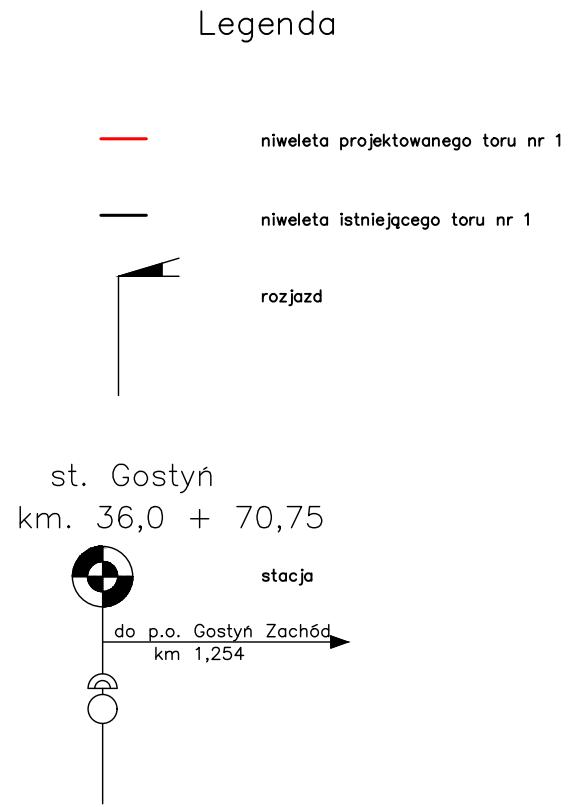 Legenda
niweleta projektowanego toru nr 1
niweleta istniejącego toru nr 1
rozjazd
st. Gostyń
km. 36,0 + 70,75
stacja
do p.o. Gostyń Zachód
km 1,254